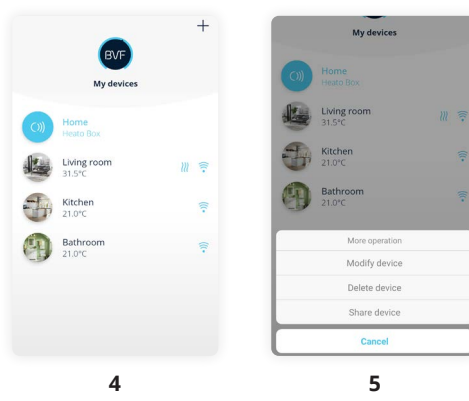 +
BVF
My devices
Home
Heato Box
Living room
31.5°C
Kitchen
21.0°C
Bathroom
21.0°C
4
My devices
Home
Heato Box
Living room
31.5°C
Kitchen
21.0°C
Bathroom
21.0°C
More operation
Modify device
Delete device
Share device
Cancel
5